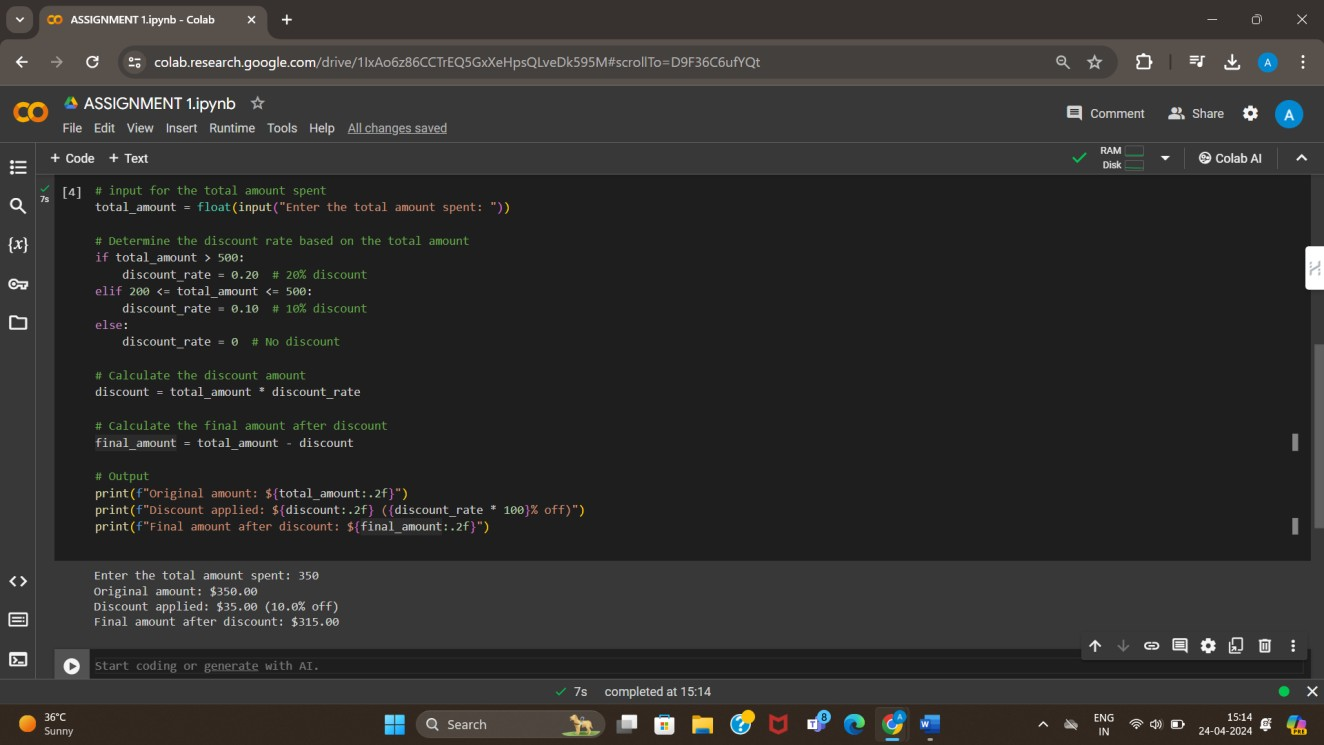 ASSIGNMENT 1.ipynb - Colab
colab.research.google.com/drive/1IxAo6z86CCTrEQ5GxXeHpsQLveDk595M#scrollTo=D9F36C6ufYQt
A
ASSIGNMENT 1.ipynb
Comment Share A
File Edit View Insert Runtime Tools Help All changes saved
+ Code + Text
RAM
Disk
Colab AI
7s
[4] # input for the total amount spent
total_amount = float(input("Enter the total amount spent: "))
# Determine the discount rate based on the total amount
if total_amount > 500:
    discount_rate = 0.20  # 20% discount
elif 200 <= total_amount <= 500:
    discount_rate = 0.10  # 10% discount
else:
    discount_rate = 0  # No discount
# Calculate the discount amount
discount = total_amount * discount_rate
# Calculate the final amount after discount
final_amount = total_amount - discount
# Output
print(f"Original amount: ${total_amount:.2f}")
print(f"Discount applied: ${discount:.2f} ({discount_rate * 100}% off)")
print(f"Final amount after discount: ${final_amount:.2f}")
Enter the total amount spent: 350
Original amount: $350.00
Discount applied: $35.00 (10.0% off)
Final amount after discount: $315.00
Start coding or generate with AI.
7s completed at 15:14
36°C
Sunny
Search
8
A
W
ENG
IN
15:14
24-04-2024
PRE